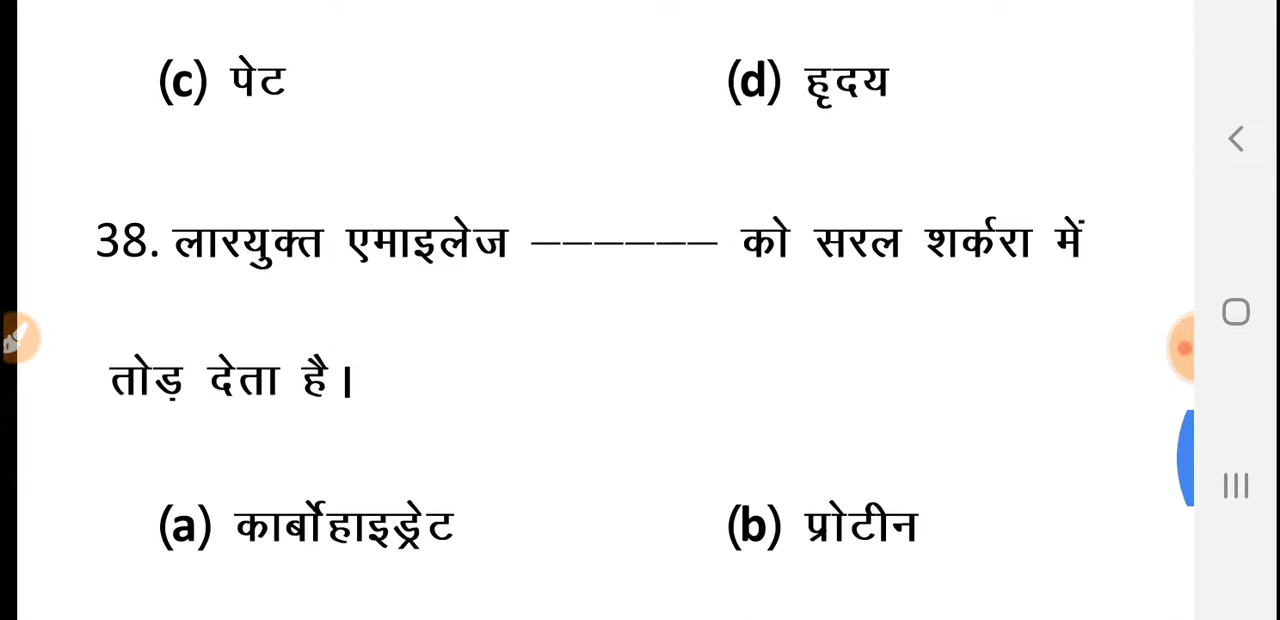 (c) पेट (d) हृदय
38. लारयुक्त एमाइलेज —————— को सरल शर्करा में
तोड़ देता है।
(a) कार्बोहाइड्रेट (b) प्रोटीन